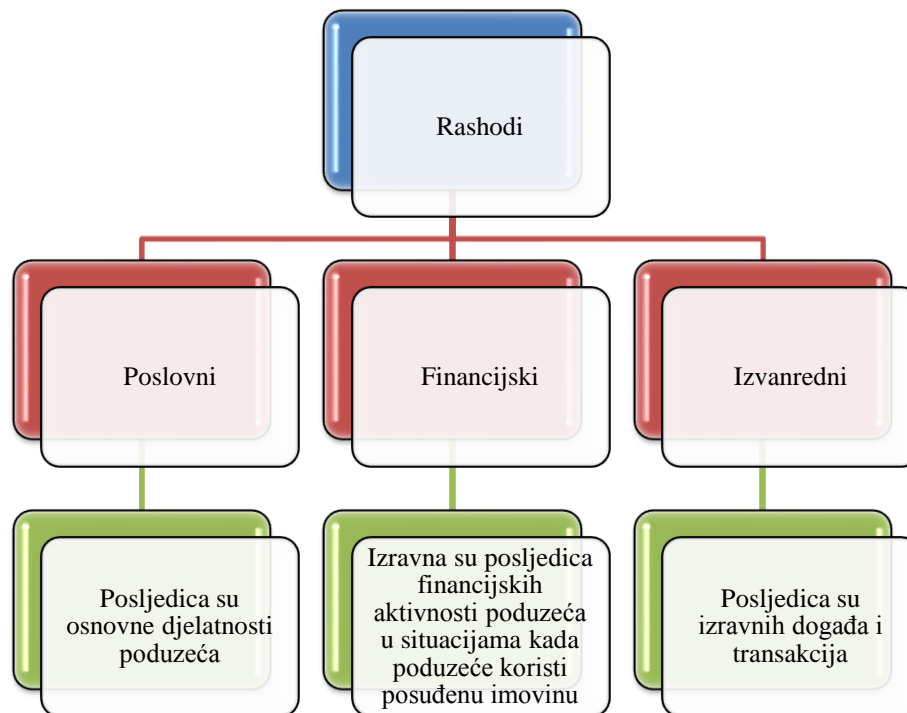 Rashodi
Poslovni
Financijski
Izvanredni
Posljedica su
osnovne djelatnosti
poduzeća
Izravna su posljedica
financijskih
aktivnosti poduzeća
u situacijama kada
poduzeće koristi
posuđenu imovinu
Posljedica su
izravnih događa i
transakcija